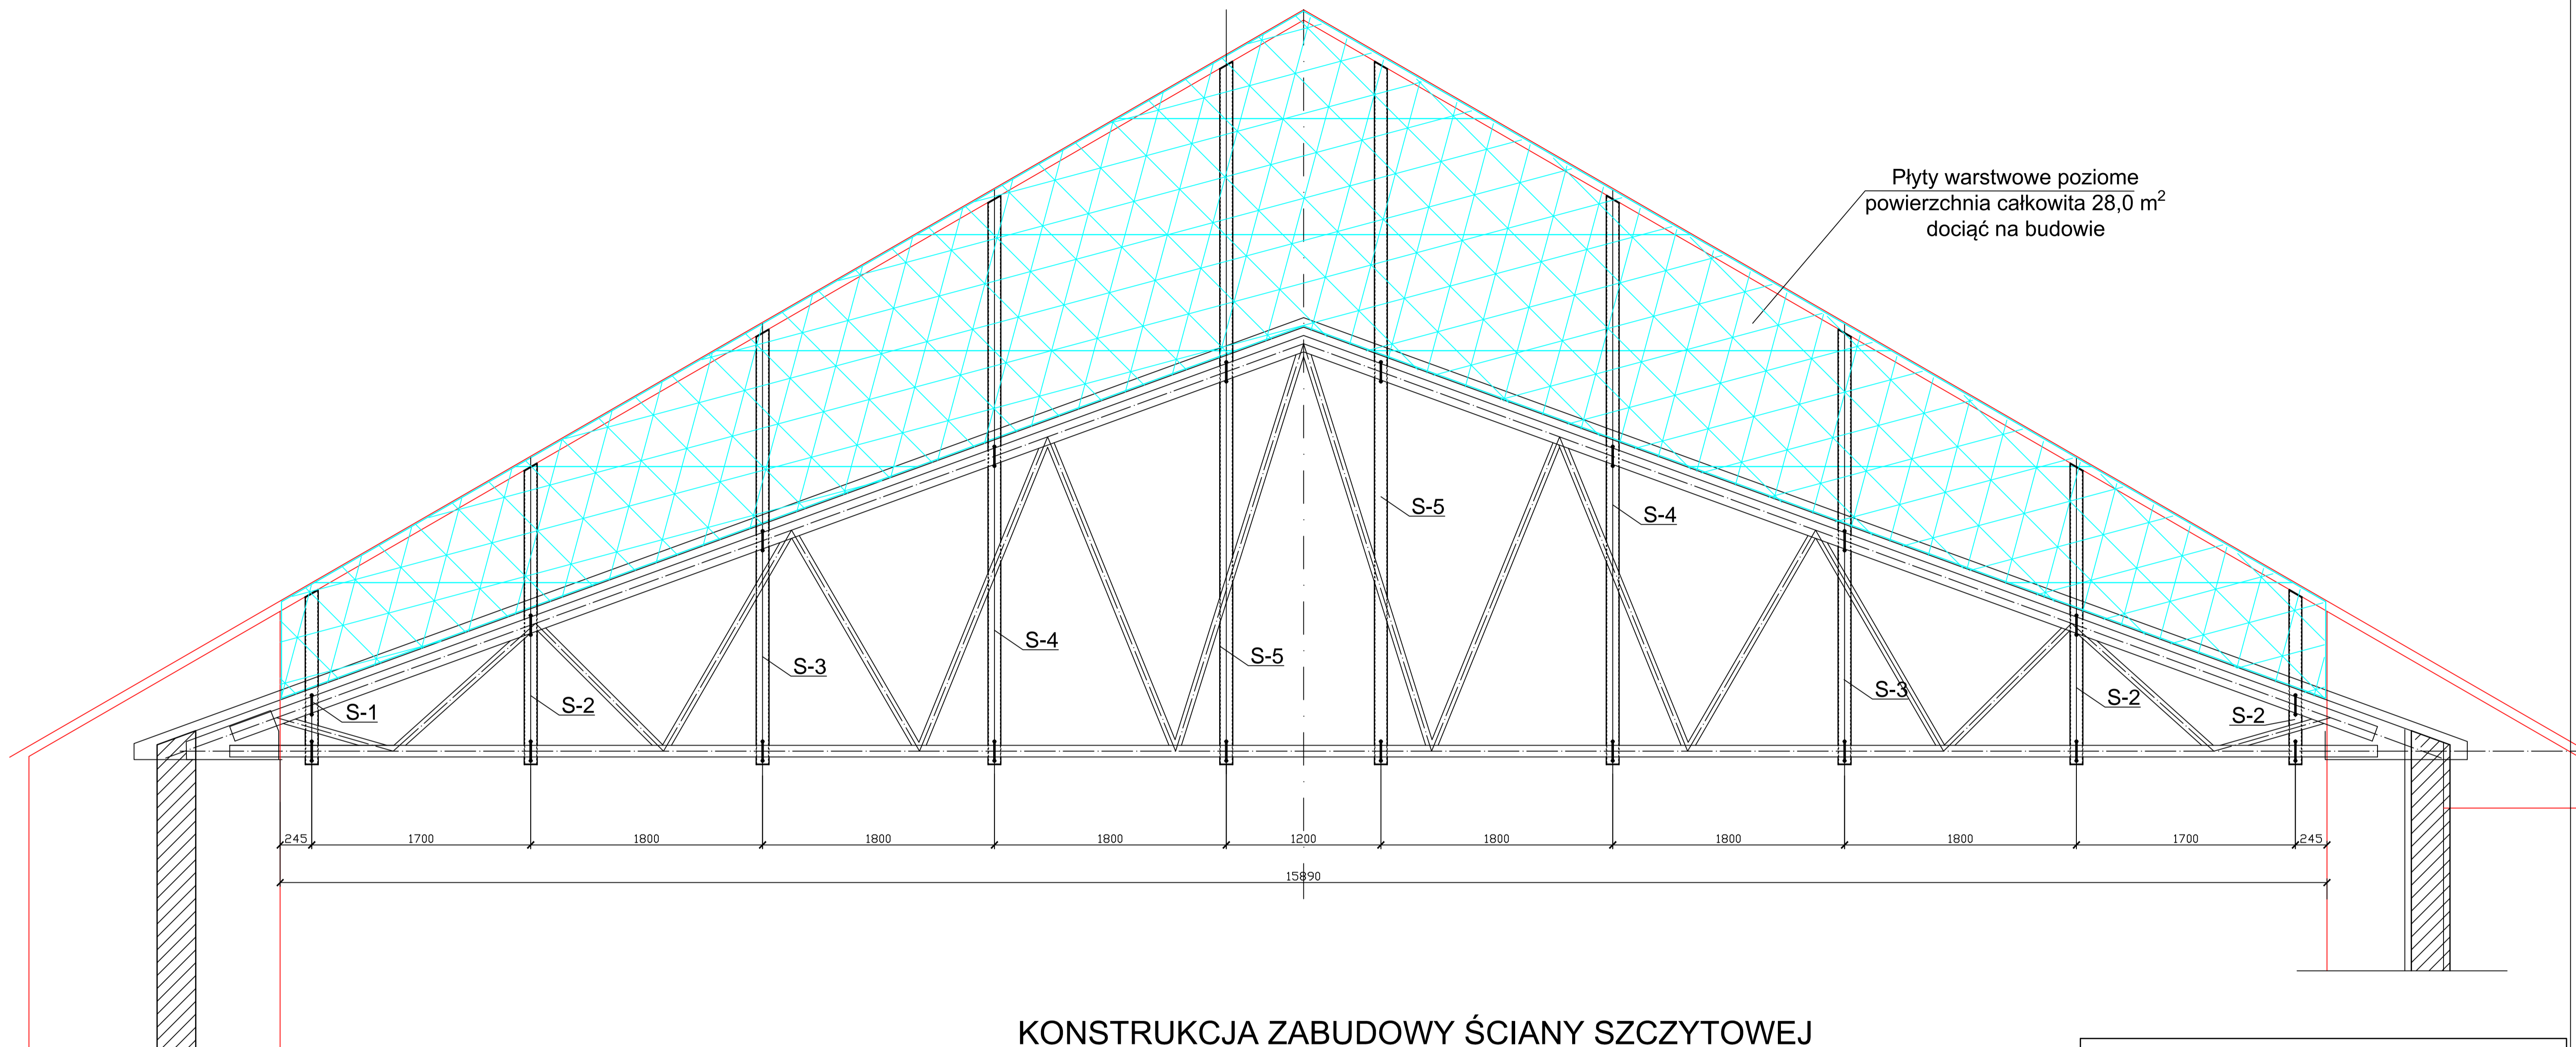 Płyty warstwowe poziome
powierzchnia całkowita 28,0 m²
dociąć na budowie
S-5
S-4
S-4
S-5
S-3
S-3
S-2
S-1
S-2
S-2
245 1700 1800 1800 1800 1200 1800 1800 1800 1700 245
15890
KONSTRUKCJA ZABUDOWY ŚCIANY SZCZYTOWEJ